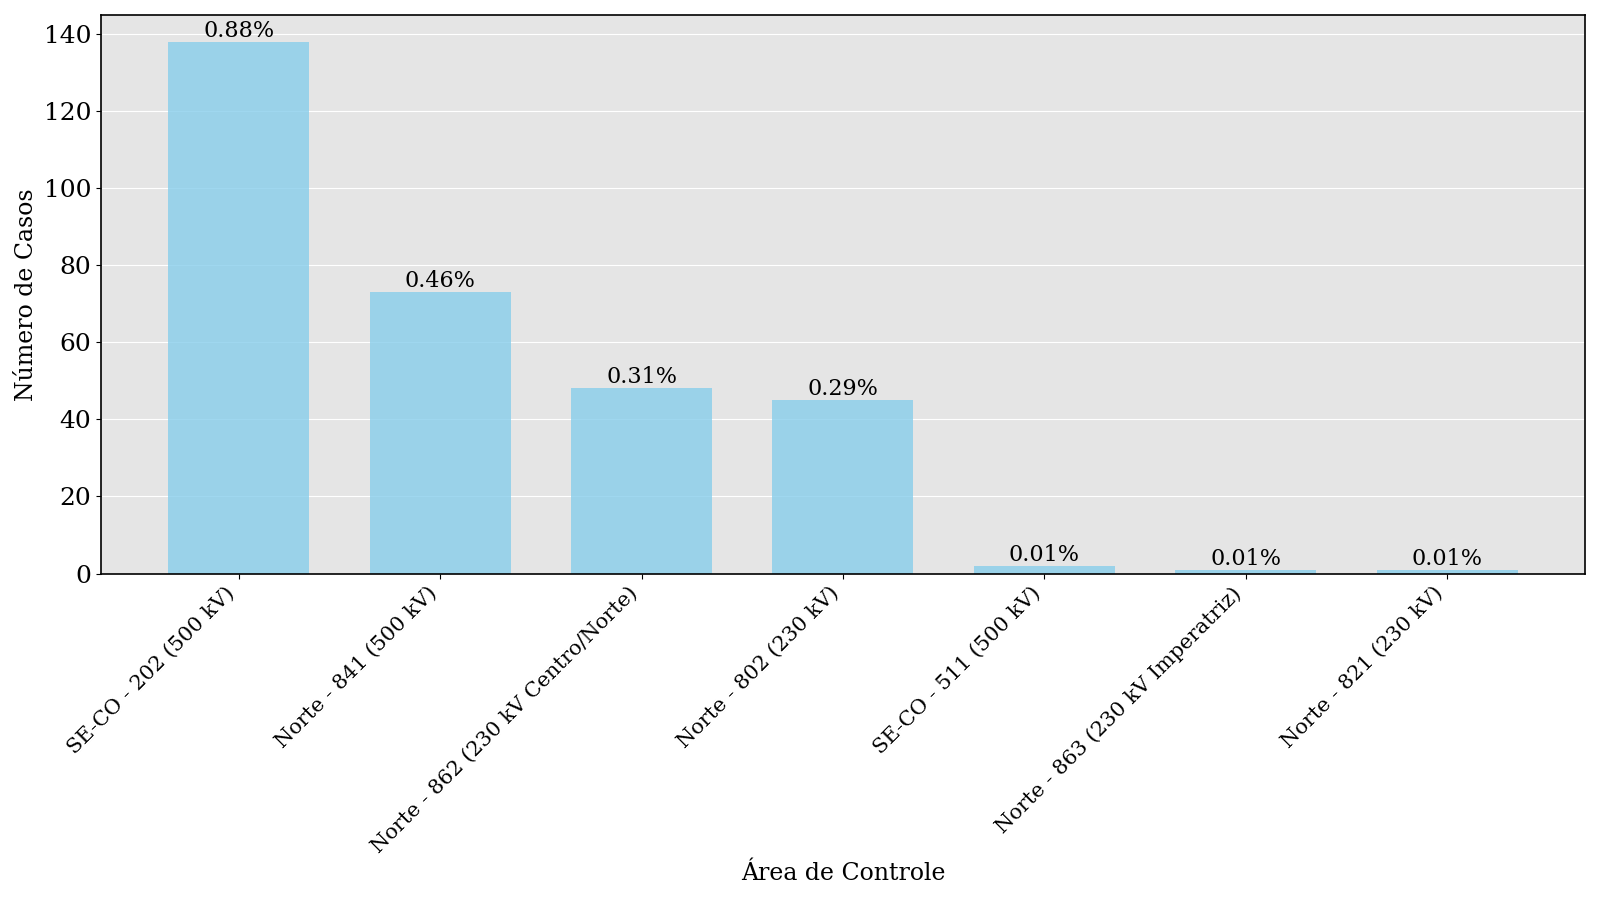 Número de Casos
140
120
100
80
60
40
20
0
0.88%
0.46%
0.31%
0.29%
0.01%
0.01%
0.01%
SE-CO - 202 (500 kV)
Norte - 841 (500 kV)
Norte - 862 (230 kV Centro/Norte)
Norte - 802 (230 kV)
SE-CO - 511 (500 kV)
Norte - 863 (230 kV Imperatriz)
Norte - 821 (230 kV)
Área de Controle